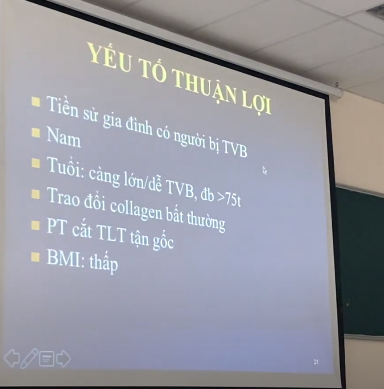 YẾU TỐ THUẬN LỢI
Tiền sử gia đình có người bị TVB
Nam
Tuổi: càng lớn/dễ TVB, đb >75t
Trao đổi collagen bất thường
PT cắt TLT tận gốc
BMI: thấp